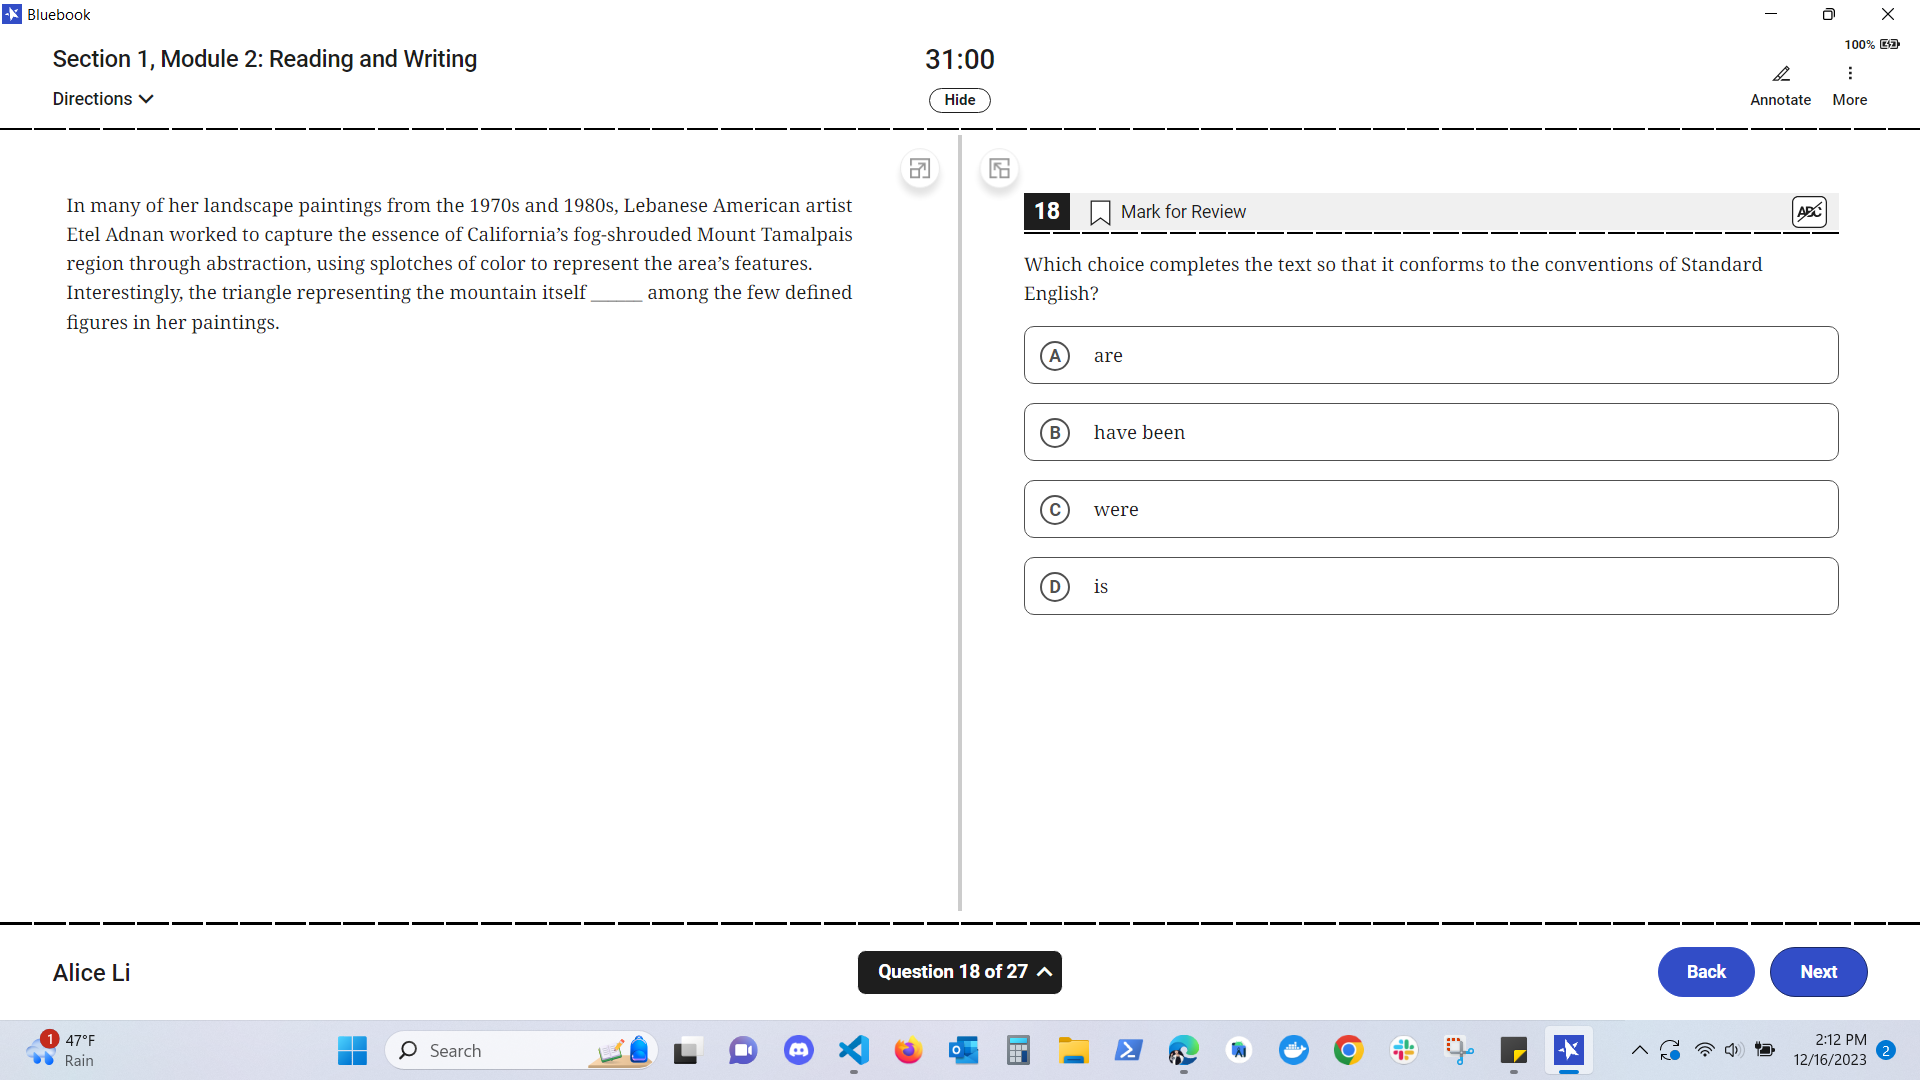 Bluebook
Section 1, Module 2: Reading and Writing
Directions
31:00
Hide
100%
Annotate
More
In many of her landscape paintings from the 1970s and 1980s, Lebanese American artist
Etel Adnan worked to capture the essence of California’s fog-shrouded Mount Tamalpais
region through abstraction, using splotches of color to represent the area’s features.
Interestingly, the triangle representing the mountain itself ______ among the few defined
figures in her paintings.
18 Mark for Review ABC
Which choice completes the text so that it conforms to the conventions of Standard
English?
A are
B have been
C were
D is
Alice Li
Question 18 of 27
Back
Next
1
47°F
Rain
Search
2:12 PM
12/16/2023
2